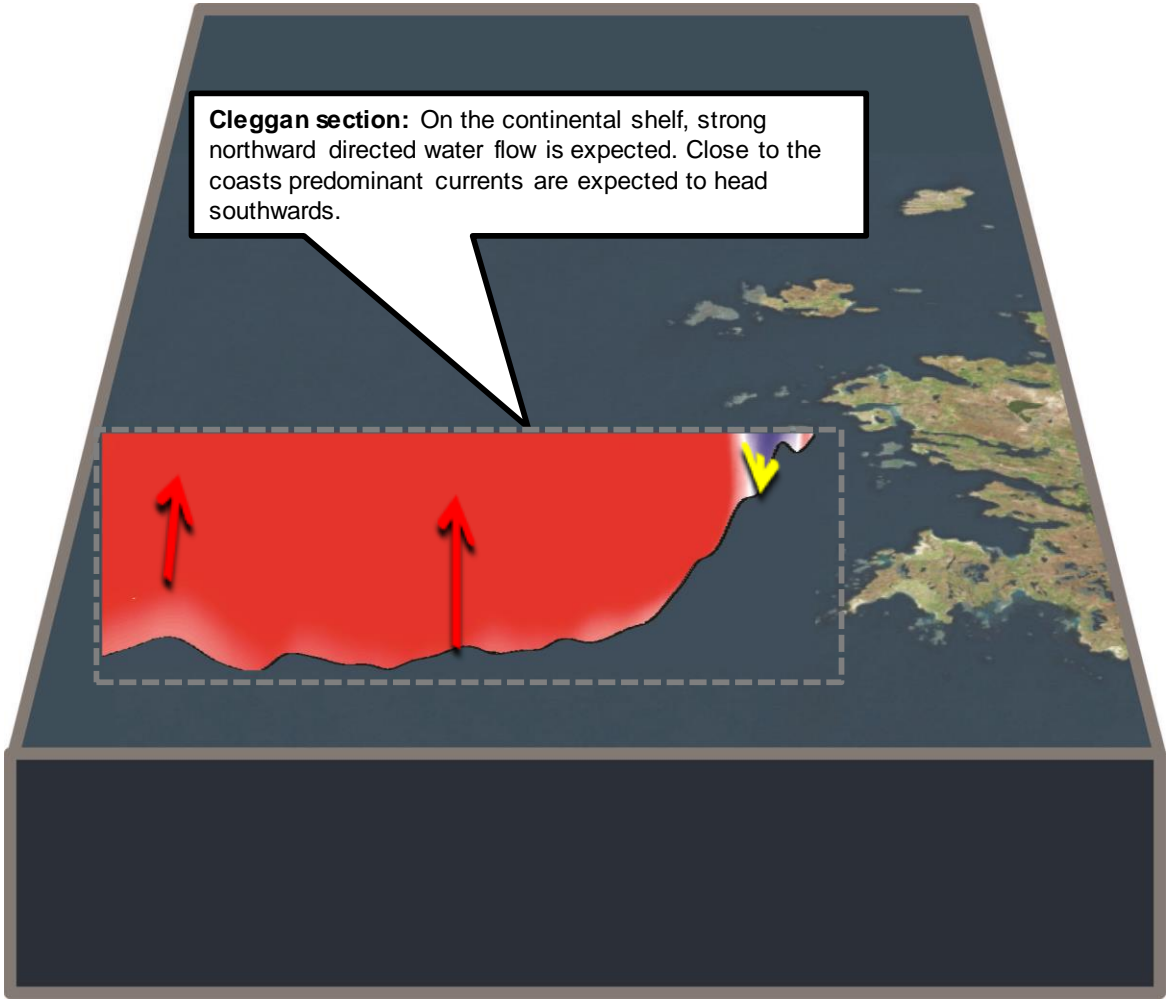 Cleggan section: On the continental shelf, strong
northward directed water flow is expected. Close to the
coasts predominant currents are expected to head
southwards.